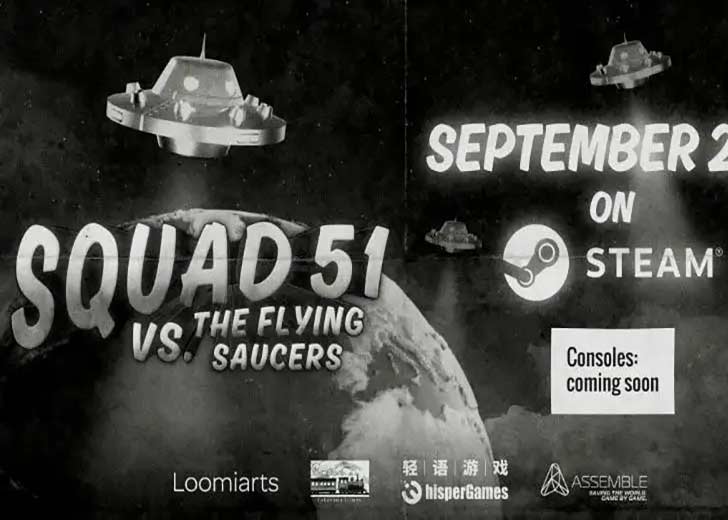 SQUAD 51
VS. THE FLYING
SAUCERS
SEPTEMBER 2
ON
STEAM®
Consoles:
coming soon
Loomiarts
轻语游戏
hisperGames
ASSEMBLE
SAVING THE WORLD.
GAME BY GAME.